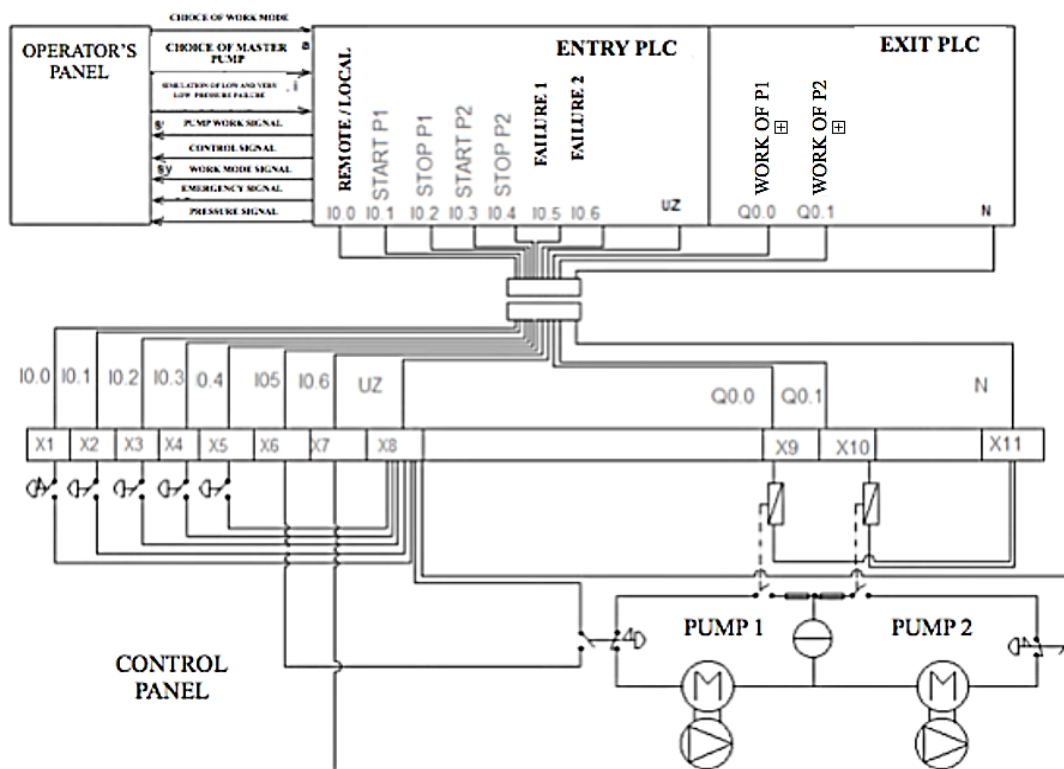 CHIOCE OF WORK MODE
OPERATOR'S
PANEL
CHOICE OF MASTER
PUMP
a
SIMULATION OF LOW AND VERY
LOW PRESSURE FAILURE
.i
s/
PUMP WORK SIGNAL
CONTROL SIGNAL
sy
WORK MODE SIGNAL
EMERGENCY SIGNAL
PRESSURE SIGNAL
ENTRY PLC
EXIT PLC
REMOTE / LOCAL
START P1
STOP P1
START P2
STOP P2
FAILURE 1
FAILURE 2
WORK OF P1
WORK OF P2
I0.0
I0.1
I0.2
I0.3
I0.4
I0.5
I0.6
UZ
Q0.0
Q0.1
N
I0.0
I0.1
I0.2
I0.3
I0.4
I05
I0.6
UZ
Q0.0
Q0.1
N
X1
X2
X3
X4
X5
X6
X7
X8
X9
X10
X11
PUMP 1
PUMP 2
CONTROL
PANEL
M
M